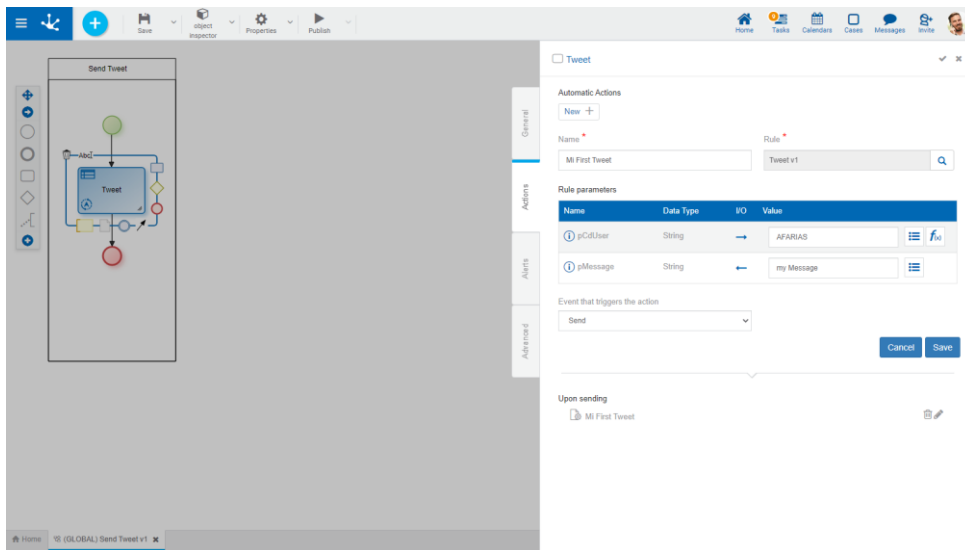 Save
object
inspector
Properties
Publish
Home
Tasks
Calendars
Cases
Messages
Invite
Send Tweet
Abc
Tweet
General
Actions
Alerts
Advanced
Tweet
Automatic Actions
New +
Name *
Rule *
Mi First Tweet
Tweet v1
Rule parameters
Name Data Type I/O Value
pCdUser String → AFARIAS f(x)
pMessage String ← my Message
Event that triggers the action
Send
Cancel Save
Upon sending
Mi First Tweet
Home (GLOBAL) Send Tweet v1